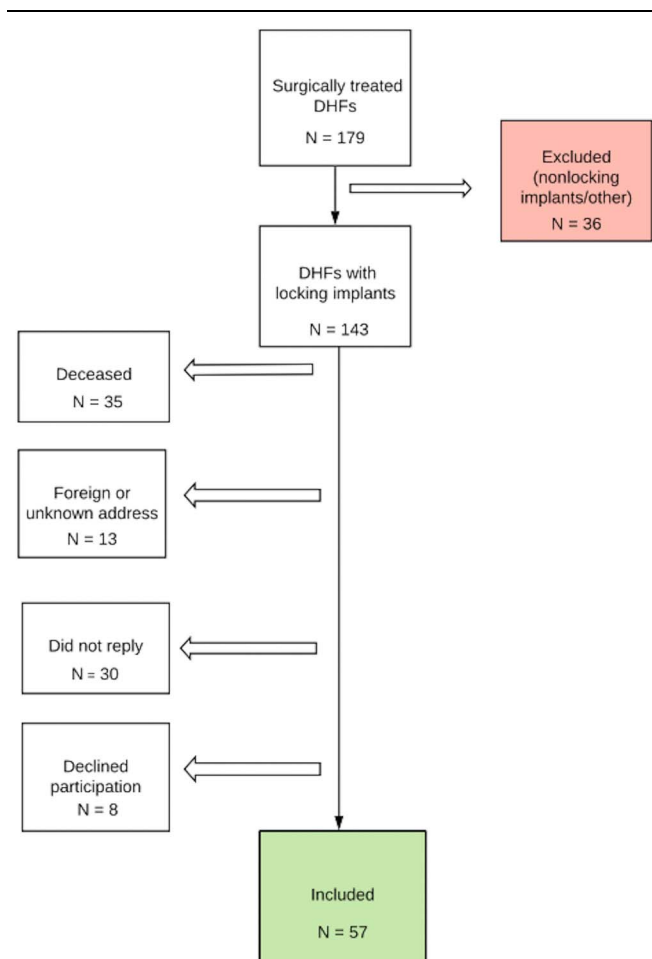 Surgically treated
DHFs
N = 179
Excluded
(nonlocking
implants/other)
N = 36
DHFs with
locking implants
N = 143
Deceased
N = 35
Foreign or
unknown address
N = 13
Did not reply
N = 30
Declined
participation
N = 8
Included
N = 57